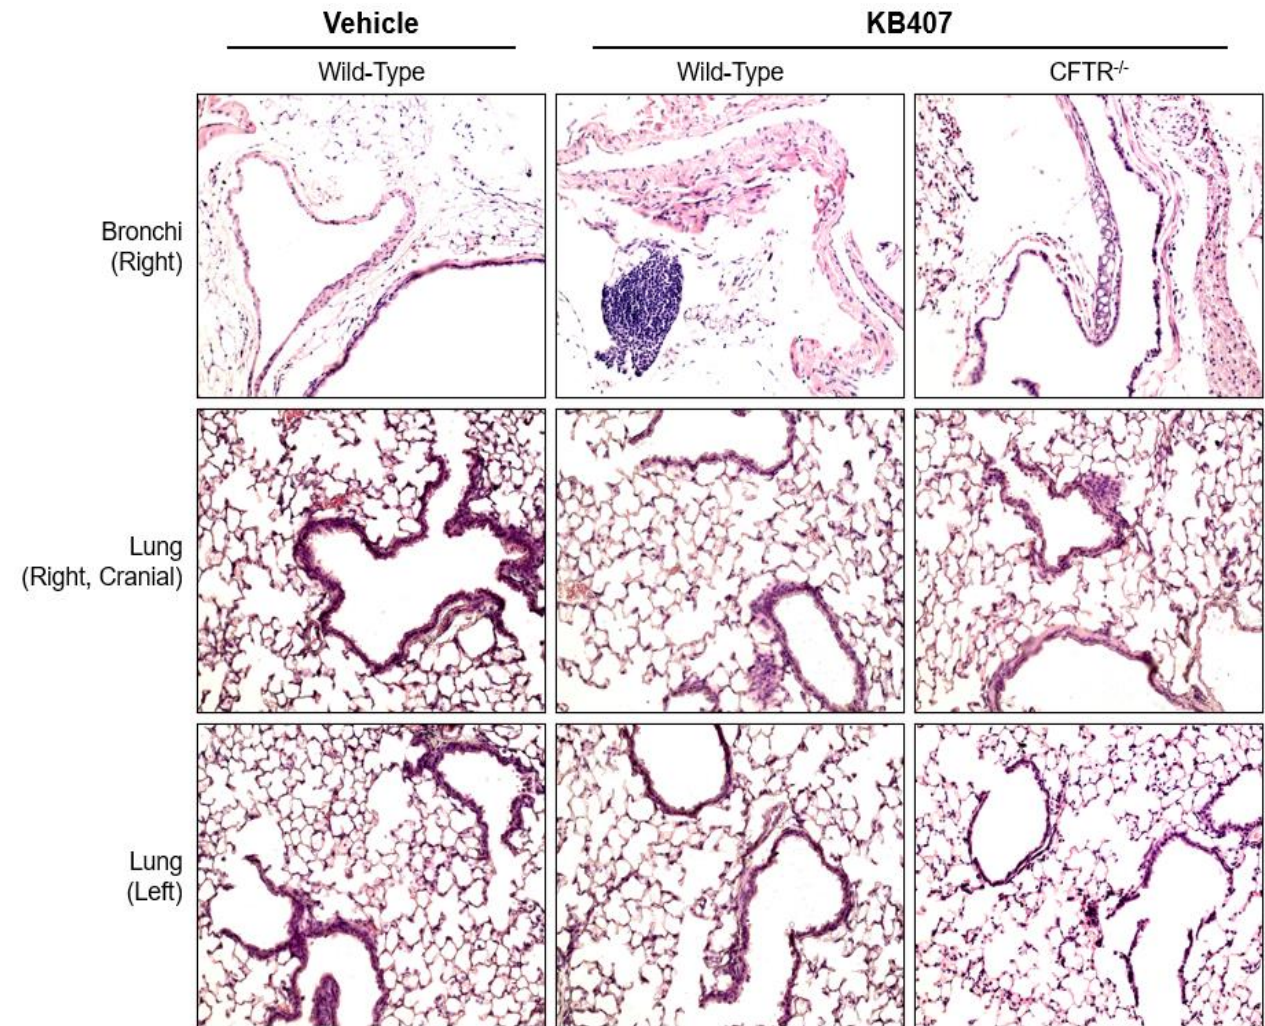 Vehicle
KB407
Wild-Type
Wild-Type
CFTR-/-
Bronchi
(Right)
Lung
(Right, Cranial)
Lung
(Left)